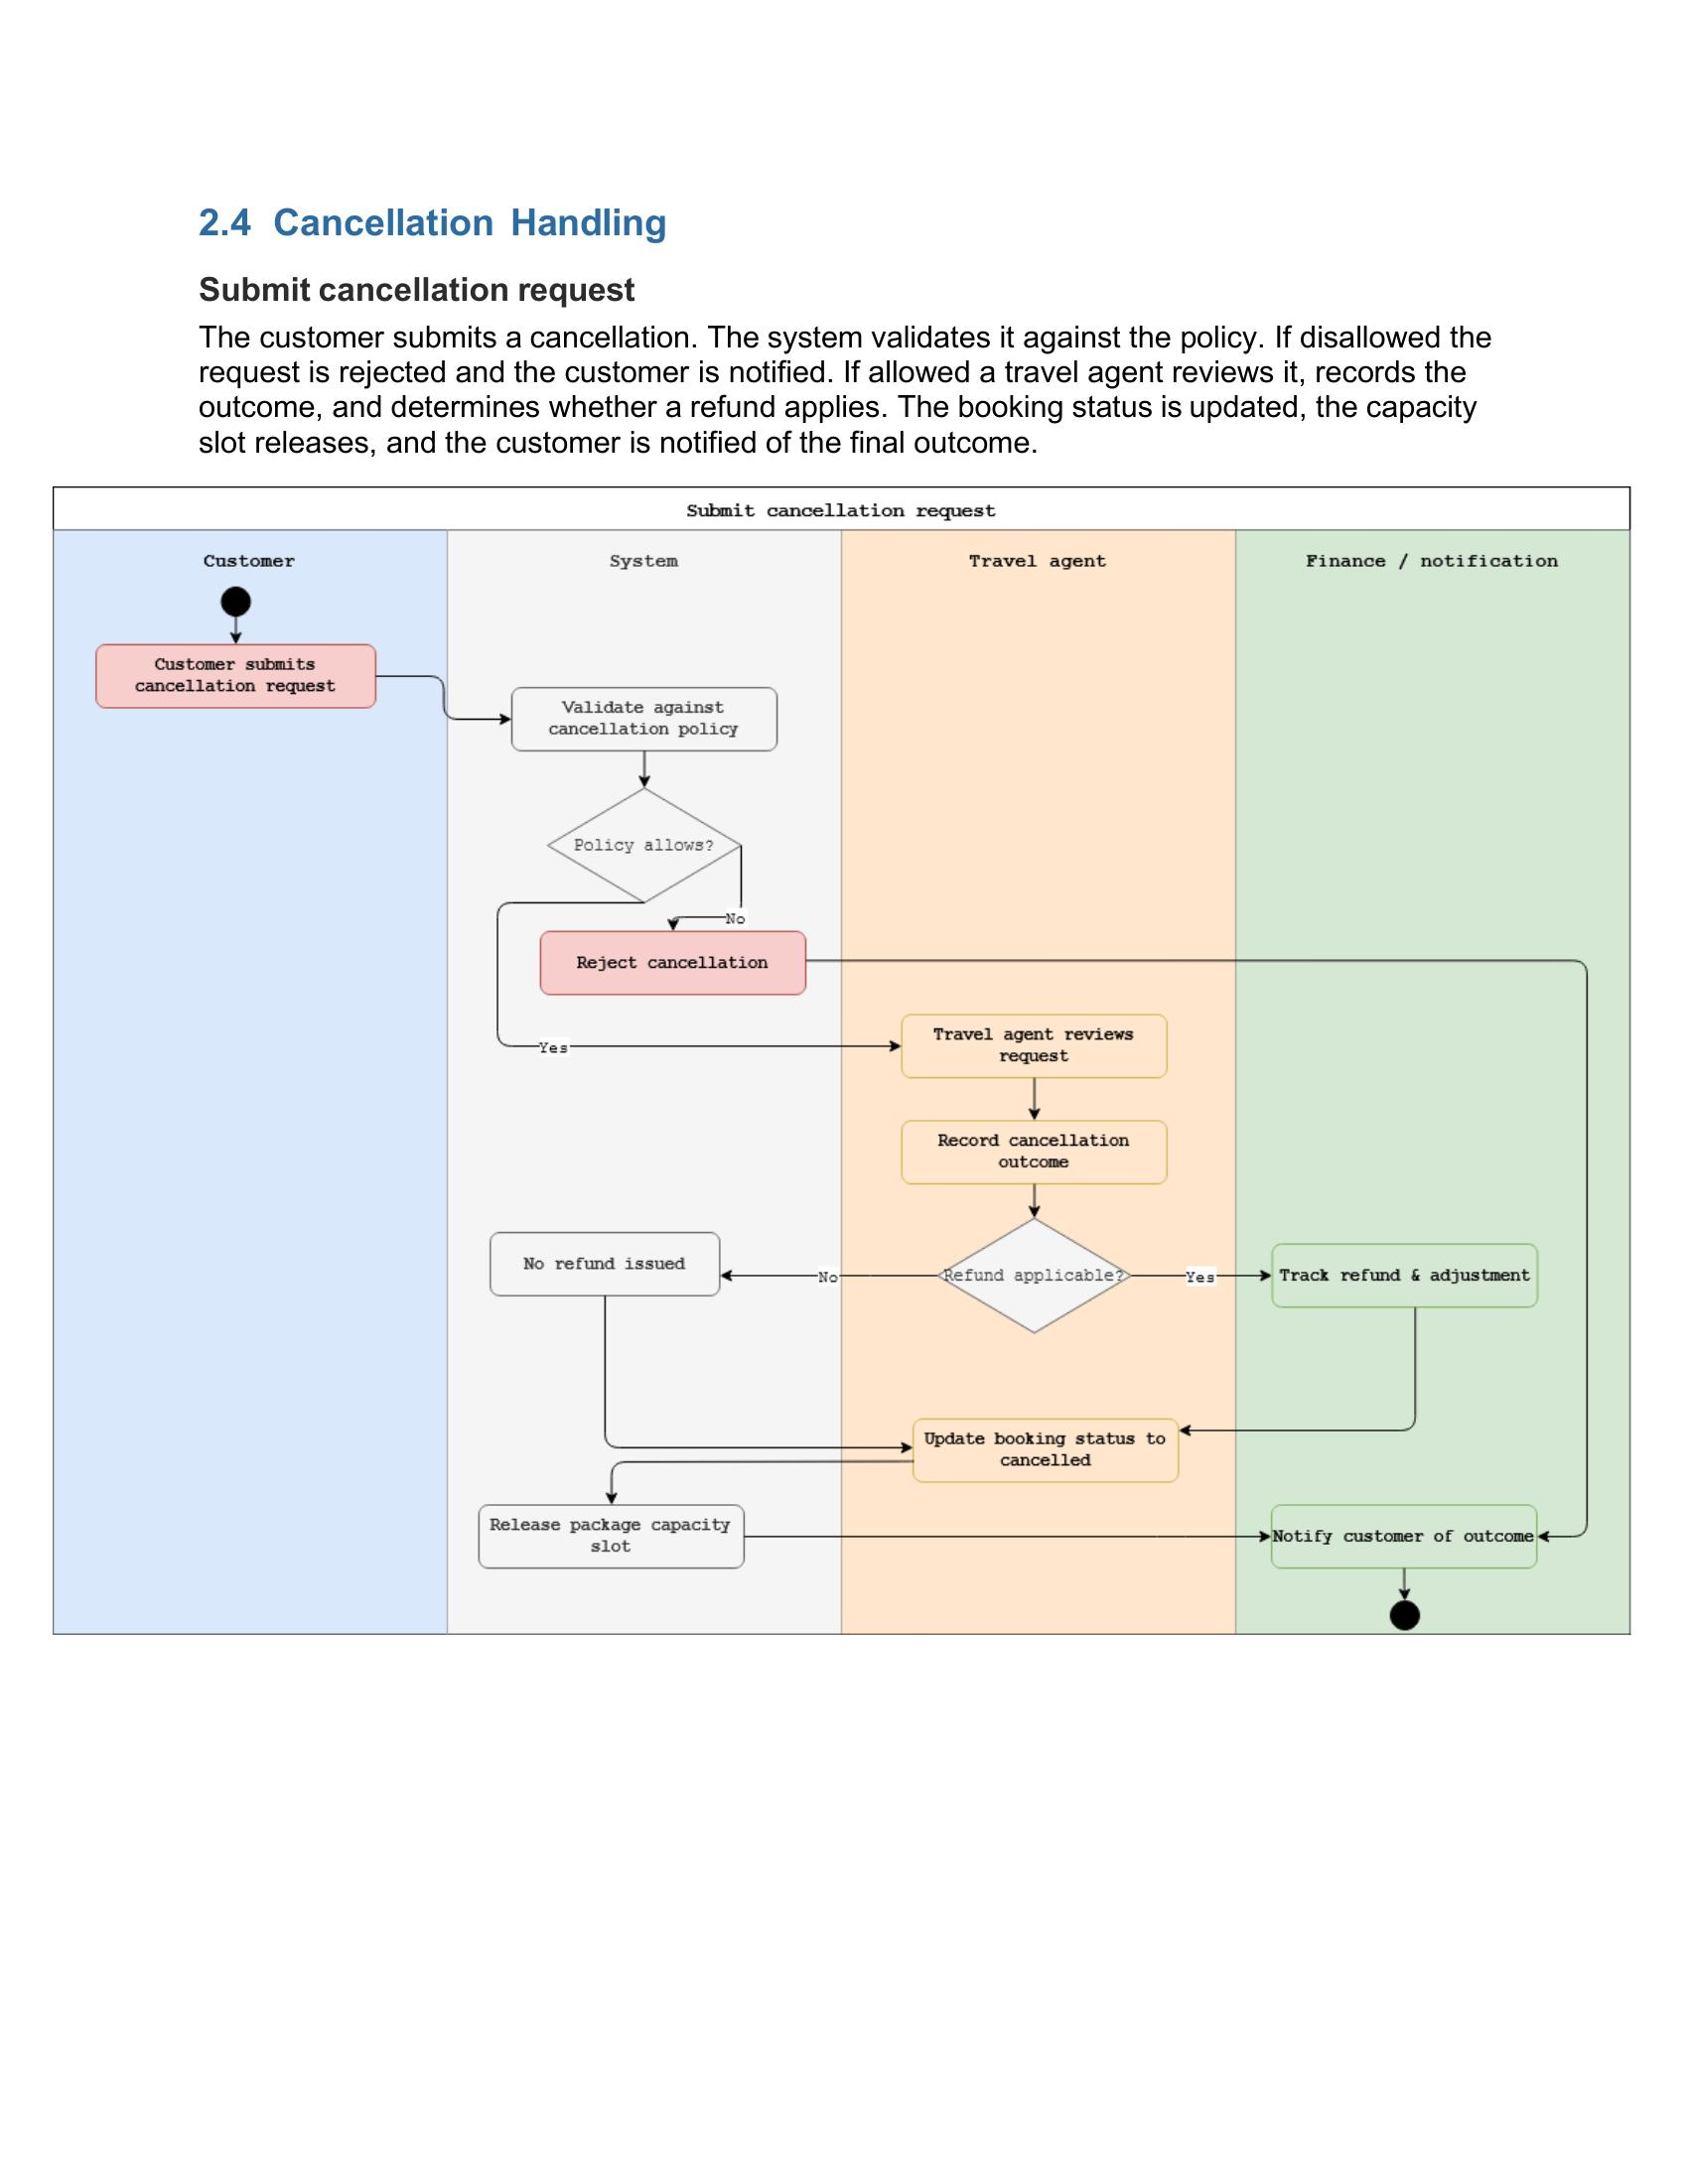 2.4 Cancellation Handling
Submit cancellation request
The customer submits a cancellation. The system validates it against the policy. If disallowed the
request is rejected and the customer is notified. If allowed a travel agent reviews it, records the
outcome, and determines whether a refund applies. The booking status is updated, the capacity
slot releases, and the customer is notified of the final outcome.
Submit cancellation request
Customer
System
Travel agent
Finance / notification
Customer submits
cancellation request
Validate against
cancellation policy
Policy allows?
No
Reject cancellation
Yes
Travel agent reviews
request
Record cancellation
outcome
No refund issued
No
Refund applicable?
Yes
Track refund & adjustment
Update booking status to
cancelled
Release package capacity
slot
Notify customer of outcome